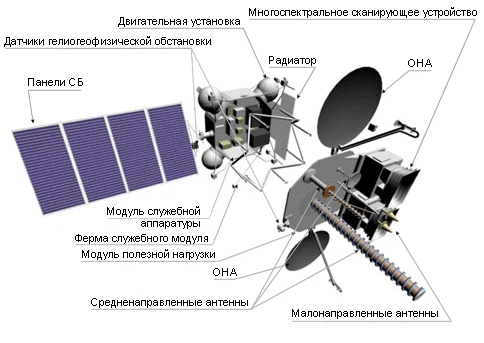 Многоспектральное сканирующее устройство
Двигательная установка
Датчики гелиогеофизической обстановки
Радиатор
ОНА
Панели СБ
Модуль служебной
аппаратуры
Ферма служебного модуля
Модуль полезной нагрузки
ОНА
Средненаправленные антенны
Малонаправленные антенны